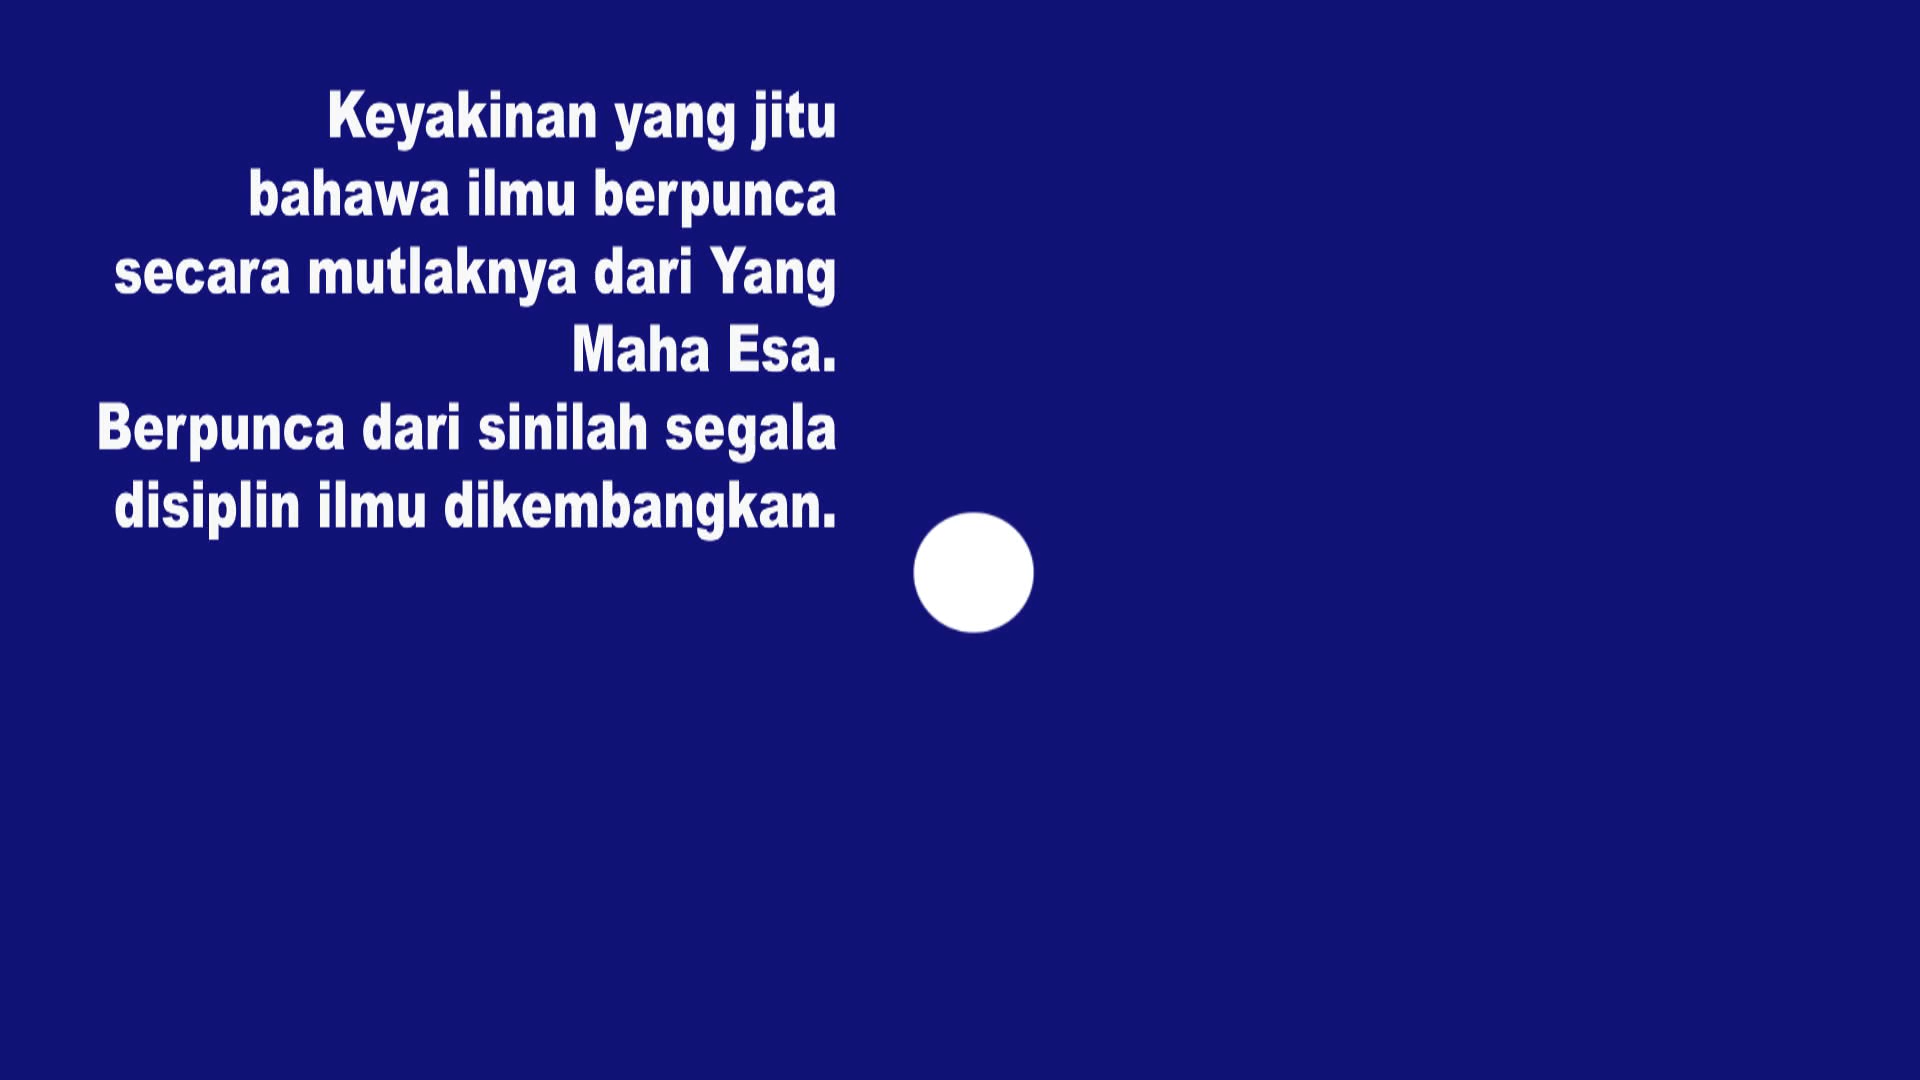 Keyakinan yang jitu
bahawa ilmu berpunca
secara mutlaknya dari Yang
Maha Esa.
Berpunca dari sinilah segala
disiplin ilmu dikembangkan.